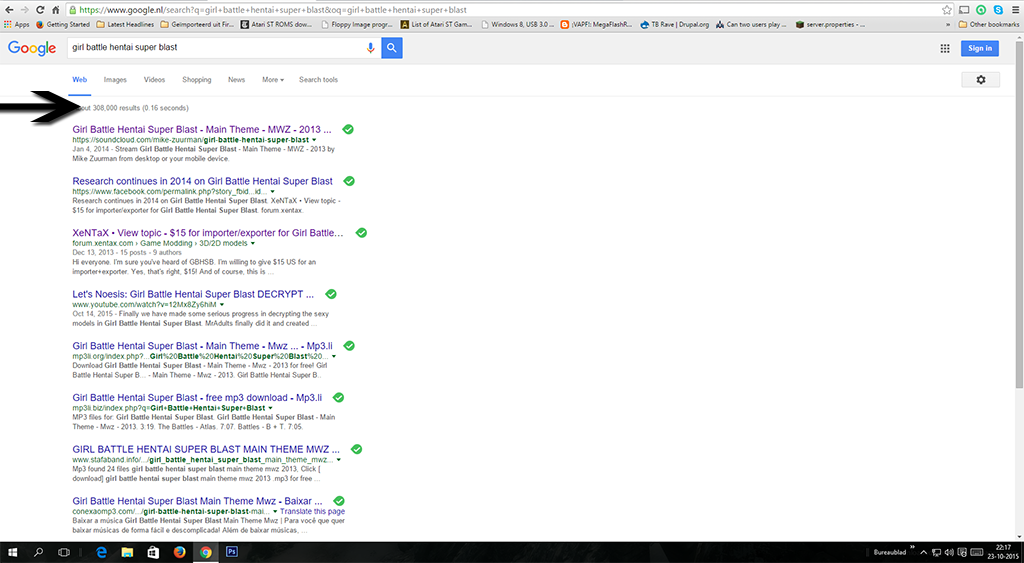 https://www.google.nl/search?q=girl+battle+hentai+super+blast&oq=girl+battle+hentai+super+blast
Apps Getting Started Latest Headlines Geïmporteerd uit Fir... Atari ST ROMS dow... Floppy Image progr... List of Atari ST Gam... Windows 8, USB 3.0 ... (VAPF): MegaFlashR... TB Rave | Drupal.org Can two users play ... server.properties - ... » Other bookmarks
Google girl battle hentai super blast Sign in
Web Images Videos Shopping News More Search tools
out 308,000 results (0.16 seconds)
Girl Battle Hentai Super Blast - Main Theme - MWZ - 2013 ...
https://soundcloud.com/mike-zuurman/girl-battle-hentai-super-blast
Jan 4, 2014 - Stream Girl Battle Hentai Super Blast - Main Theme - MWZ - 2013 by
Mike Zuurman from desktop or your mobile device.
Research continues in 2014 on Girl Battle Hentai Super Blast
https://www.facebook.com/permalink.php?story_fbid...id...
Research continues in 2014 on Girl Battle Hentai Super Blast. XeNTaX • View topic -
$15 for importer/exporter for Girl Battle Hentai Super Blast. forum.xentax.
XeNTaX • View topic - $15 for importer/exporter for Girl Battle...
forum.xentax.com › Game Modding › 3D/2D models
Dec 13, 2013 - 15 posts - 9 authors
Hi everyone. I'm sure you've heard of GBHSB. I'm willing to give $15 US for an
importer+exporter. Yes, that's right, $15! And of course, this is ...
Let's Noesis: Girl Battle Hentai Super Blast DECRYPT ...
www.youtube.com/watch?v=12Mx8Zy6hiM
Oct 14, 2015 - Finally we have made some serious progress in decrypting the sexy
models in Girl Battle Hentai Super Blast. MrAdults finally did it and created ...
Girl Battle Hentai Super Blast - Main Theme - Mwz ... - Mp3.li
mp3li.org/index.php?...Girl%20Battle%20Hentai%20Super%20Blast%20...
Download Girl Battle Hentai Super Blast - Main Theme - Mwz - 2013 for free! Girl
Battle Hentai Super B... - Main Theme - Mwz - 2013. Girl Battle Hentai Super B..
Girl Battle Hentai Super Blast - free mp3 download - Mp3.li
mp3li.biz/index.php?q=Girl+Battle+Hentai+Super+Blast
MP3 files for: Girl Battle Hentai Super Blast. Girl Battle Hentai Super Blast - Main
Theme - Mwz - 2013. 3.19. The Battles - Atlas. 7.07. Battles - B + T. 7.05.
GIRL BATTLE HENTAI SUPER BLAST MAIN THEME MWZ ...
www.stafaband.info/.../girl_battle_hentai_super_blast_main_theme_mwz...
Mp3 found 24 files girl battle hentai super blast main theme mwz 2013. Click [
download] girl battle hentai super blast main theme mwz 2013 .mp3 for free ...
Girl Battle Hentai Super Blast Main Theme Mwz - Baixar ...
conexaomp3.com/.../girl-battle-hentai-super-blast-mai... Translate this page
Baixar a música Girl Battle Hentai Super Blast Main Theme Mwz | Para você que quer
baixar músicas de forma fácil e descomplicada! Além de baixar músicas, ...
Bureaublad » 22:17
23-10-2015